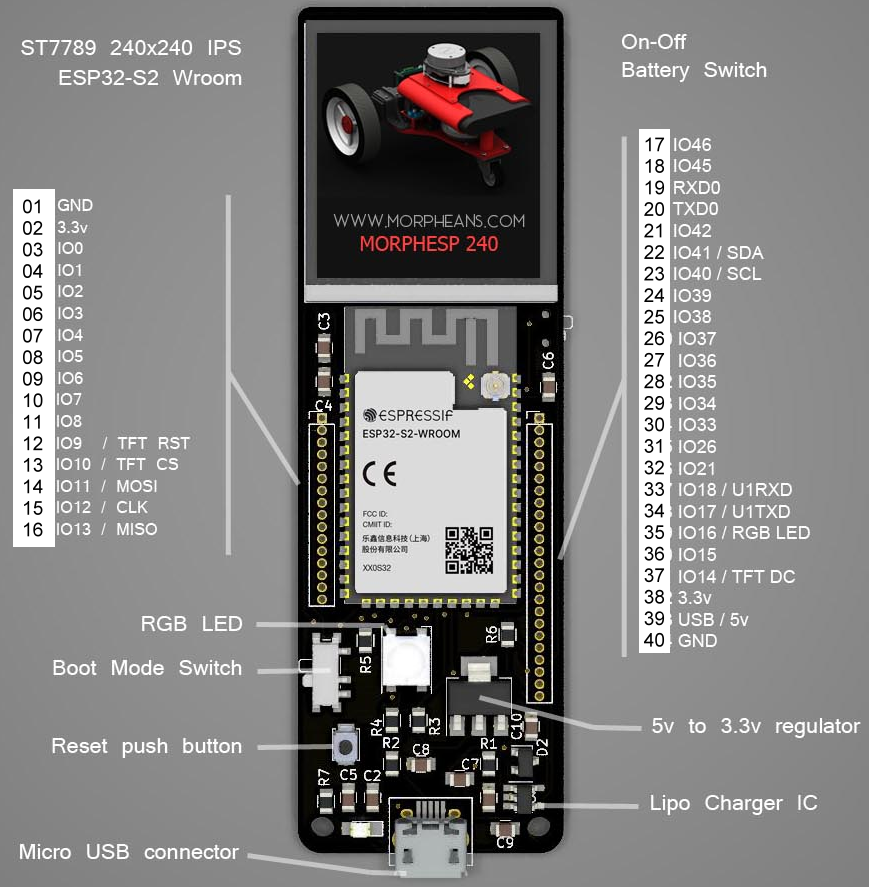 ST7789 240x240 IPS
ESP32-S2 Wroom
On-Off
Battery Switch
WWW.MORPHEANS.COM
MORPHESP 240
01 GND
02 3.3v
03 IO0
04 IO1
05 IO2
06 IO3
07 IO4
08 IO5
09 IO6
10 IO7
11 IO8
12 IO9 / TFT RST
13 IO10 / TFT CS
14 IO11 / MOSI
15 IO12 / CLK
16 IO13 / MISO
17 IO46
18 IO45
19 RXD0
20 TXD0
21 IO42
22 IO41 / SDA
23 IO40 / SCL
24 IO39
25 IO38
26 IO37
27 IO36
28 IO35
29 IO34
30 IO33
31 IO26
32 IO21
33 IO18 / U1RXD
34 IO17 / U1TXD
35 IO16 / RGB LED
36 IO15
37 IO14 / TFT DC
38 3.3v
39 USB / 5v
40 GND
C3
C4
C6
ESPRESSIF
ESP32-S2-WROOM
CE
FCC ID:
CMIIT ID:
乐鑫信息科技(上海)
股份有限公司
XX0S32
RGB LED
Boot Mode Switch
Reset push button
Micro USB connector
R5
R6
R4
R3
R2
C8
R1
C10
D2
C7
R7
C5
C2
C9
5v to 3.3v regulator
Lipo Charger IC